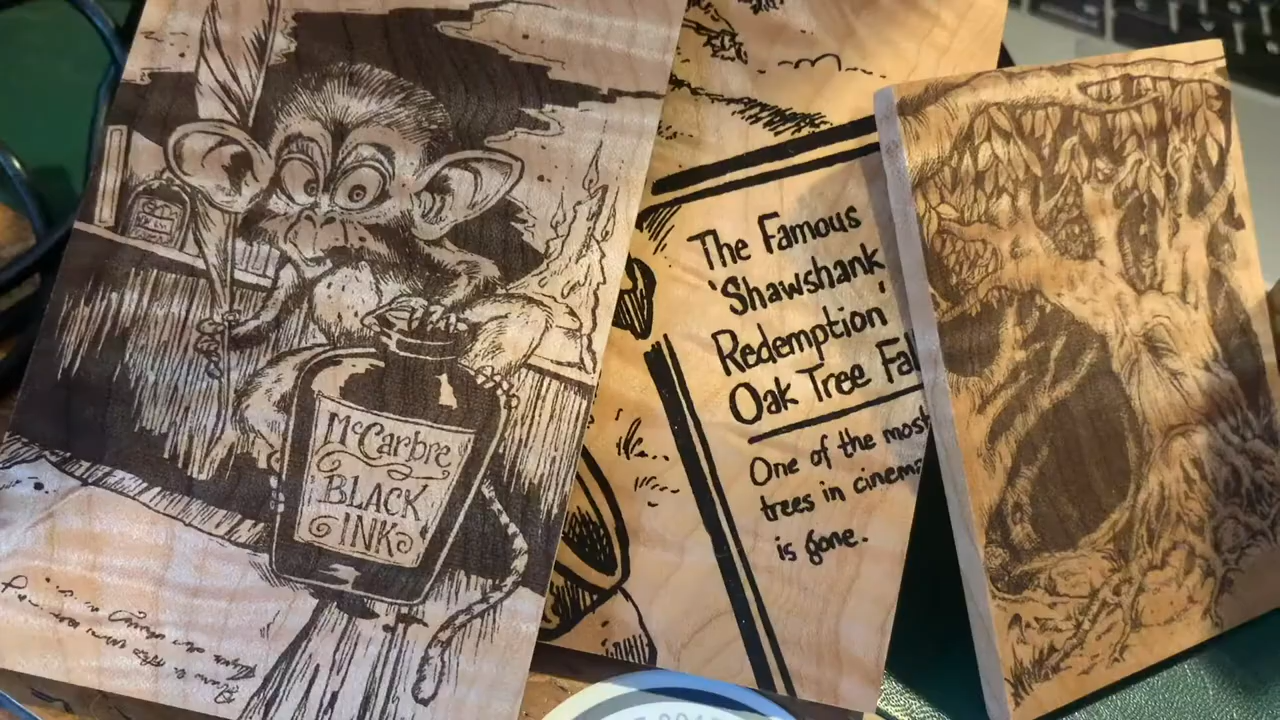 McCarbre
BLACK
INK
The Famous
'Shawshank
Redemption'
Oak Tree Fal
One of the most
trees in cinema
is gone.